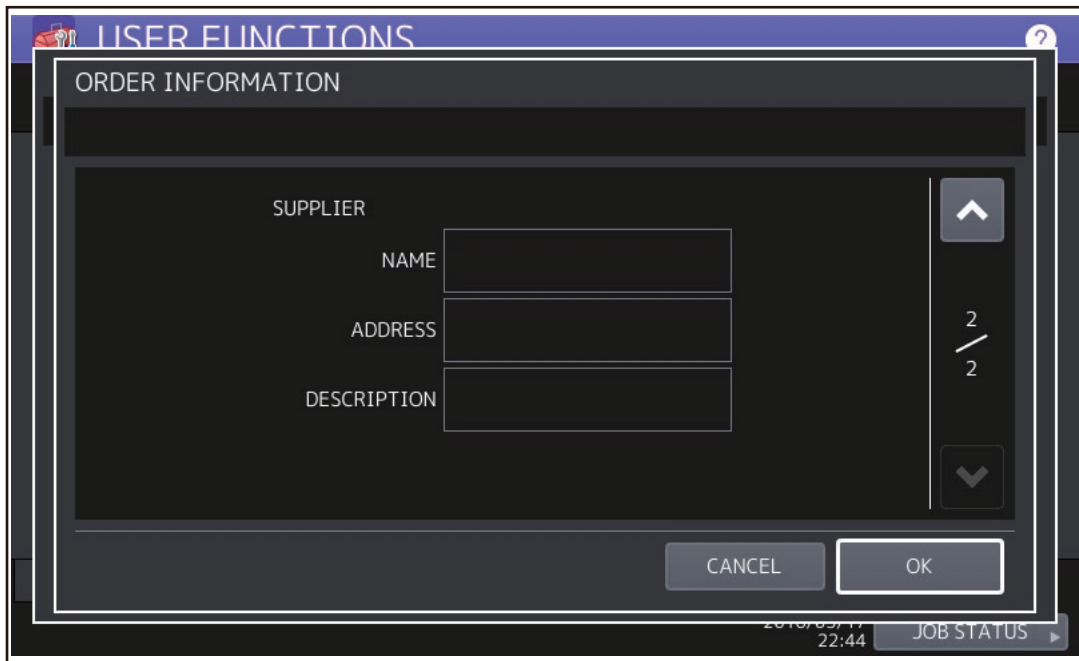 USER FUNCTIONS
?
ORDER INFORMATION
SUPPLIER
NAME
ADDRESS
2
2
DESCRIPTION
CANCEL
OK
22:44
JOB STATUS